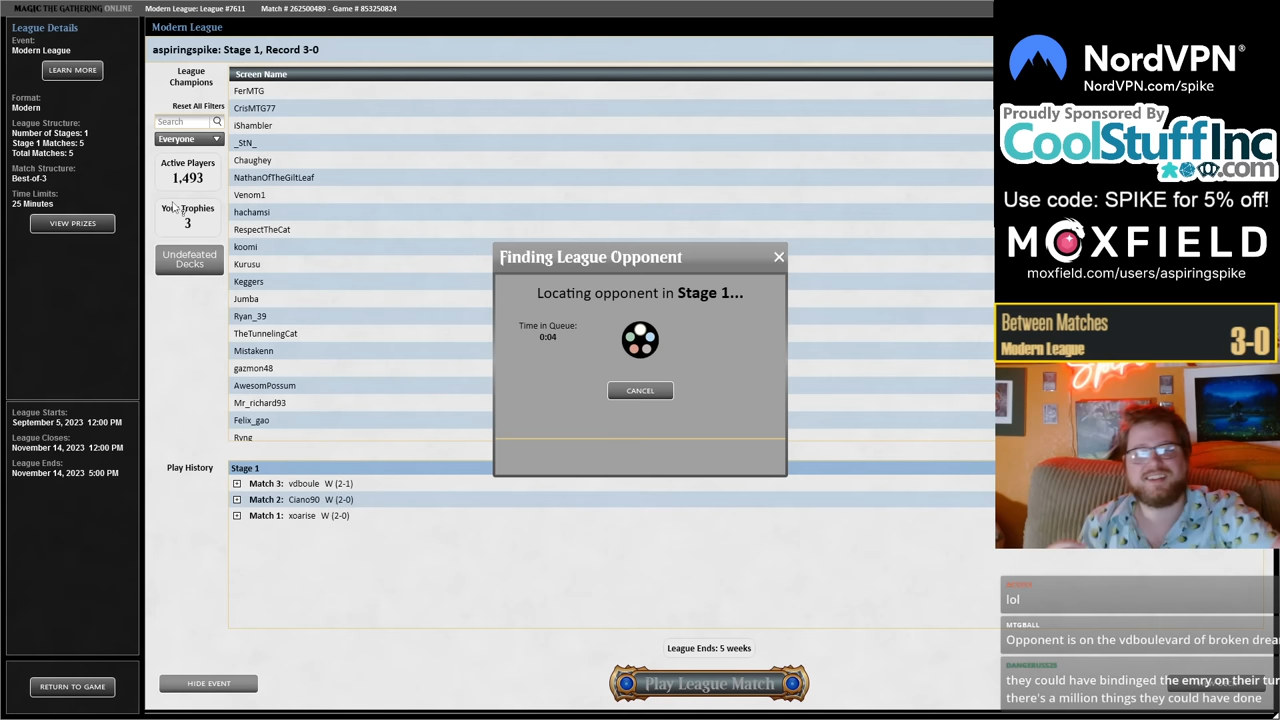 MAGIC THE GATHERING ONLINE
Modern League: League #7611
Match # 262500489 - Game # 853250824
League Details
Event:
Modern League
LEARN MORE
Format:
Modern
League Structure:
Number of Stages: 1
Stage 1 Matches: 5
Total Matches: 5
Match Structure:
Best-of-3
Time Limits:
25 Minutes
VIEW PRIZES
League Starts:
September 5, 2023 12:00 PM
League Closes:
November 14, 2023 12:00 PM
League Ends:
November 14, 2023 5:00 PM
RETURN TO GAME
Modern League
aspiringspike: Stage 1, Record 3-0
League
Champions
Reset All Filters
Search
Everyone
Active Players
1,493
Your Trophies
3
Undefeated
Decks
Screen Name
FerMTG
CrisMTG77
iShambler
_StN_
Chaughey
NathanOfTheGiltLeaf
Venom1
hachamsi
RespectTheCat
koomi
Kurusu
Keggers
Jumba
Ryan_39
TheTunnelingCat
Mistakenn
gazmon48
AwesomPossum
Mr_richard93
Felix_gao
Ryng
Finding League Opponent
Locating opponent in Stage 1...
Time in Queue:
0:04
CANCEL
Play History
Stage 1
Match 3: vdboule W (2-1)
Match 2: Ciano90 W (2-0)
Match 1: xoarise W (2-0)
League Ends: 5 weeks
HIDE EVENT
Play League Match
NordVPN®
NordVPN.com/spike
Proudly Sponsored By
CoolStuffInc
.com
Use code: SPIKE for 5% off!
MOXFIELD
moxfield.com/users/aspiringspike
Between Matches
Modern League
3-0
lol
MTGBALL
Opponent is on the vdboulevard of broken drea
they could have bindinged the emry on their tur
there's a million things they could have done